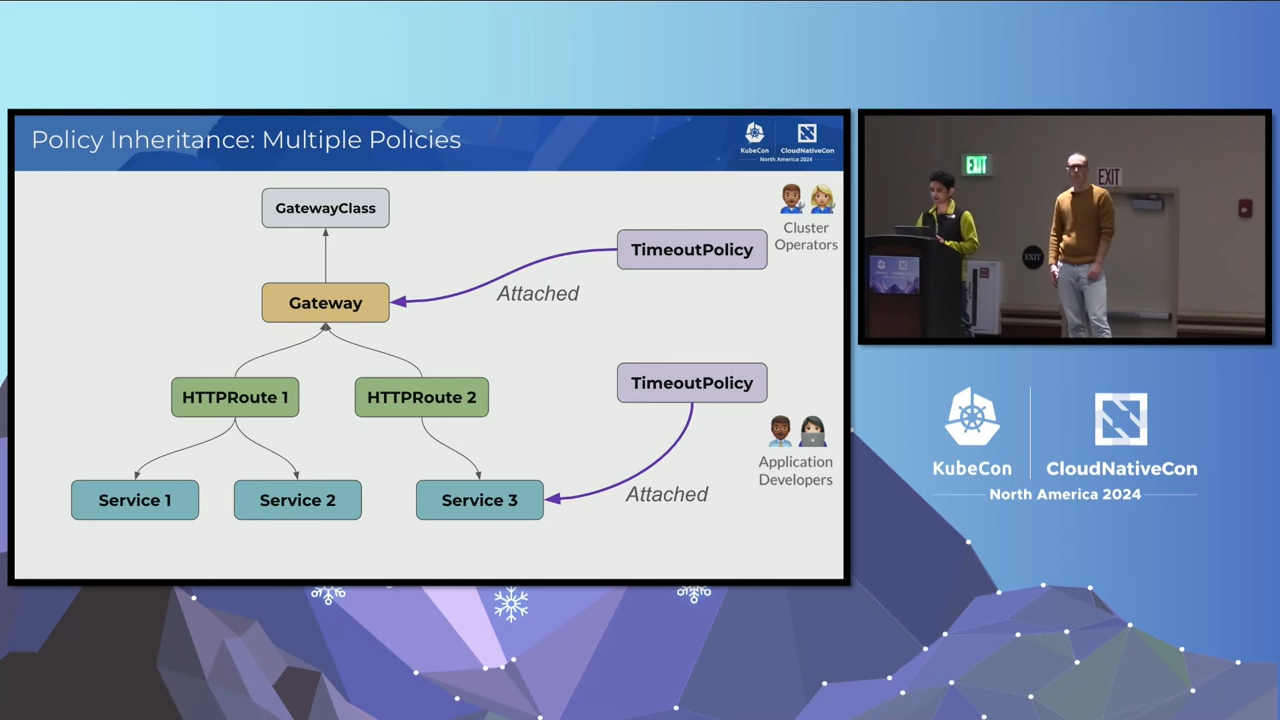 Policy Inheritance: Multiple Policies
KubeCon
CloudNativeCon
North America 2024
GatewayClass
TimeoutPolicy
Cluster
Operators
Attached
Gateway
TimeoutPolicy
HTTPRoute 1
HTTPRoute 2
Application
Developers
Attached
Service 1
Service 2
Service 3
EXIT
EXIT
EXIT
KubeCon
CloudNativeCon
North America 2024